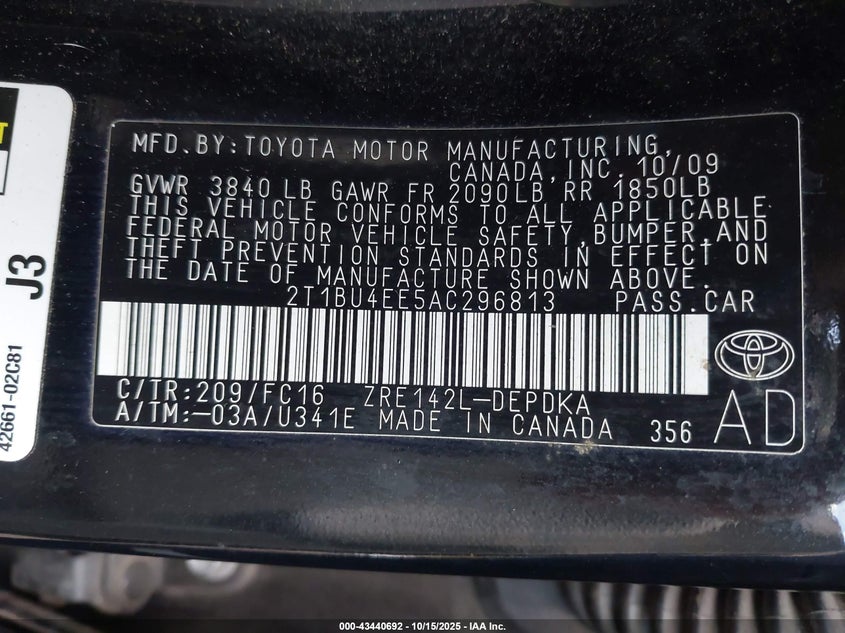 MFD.BY:TOYOTA MOTOR MANUFACTURING,
CANADA,INC. 10/09
GVWR 3840 LB GAWR FR 2090LB RR 1850LB
THIS VEHICLE CONFORMS TO ALL APPLICABLE
FEDERAL MOTOR VEHICLE SAFETY,BUMPER,AND
THEFT PREVENTION STANDARDS IN EFFECT ON
THE DATE OF MANUFACTURE SHOWN ABOVE.
2T1BU4EE5AC296813 PASS.CAR
C/TR:209/FC16 ZRE142L-DEPDKA
A/TM:-03A/U341E MADE IN CANADA 356 AD
J3
42661-02C81
000-43440692 - 10/15/2025 - IAA Inc.